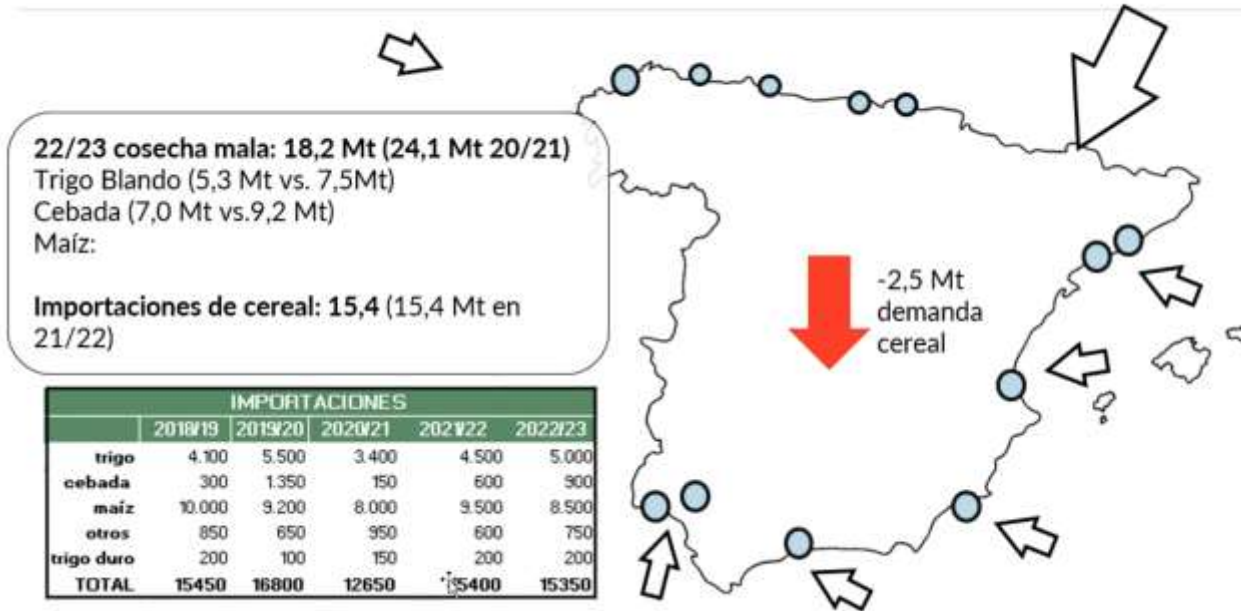 22/23 cosecha mala: 18,2 Mt (24,1 Mt 20/21)
Trigo Blando (5,3 Mt vs. 7,5Mt)
Cebada (7,0 Mt vs.9,2 Mt)
Maíz:
Importaciones de cereal: 15,4 (15,4 Mt en
21/22)
-2,5 Mt
demanda
cereal
IMPORTACIONES
2018/19 2019/20 2020/21 2021/22 2022/23
trigo 4.100 5.500 3.400 4.500 5.000
cebada 300 1.350 150 600 900
maíz 10.000 9.200 8.000 9.500 8.500
otros 850 650 950 600 750
trigo duro 200 100 150 200 200
TOTAL 15450 16800 12650 5400 15350